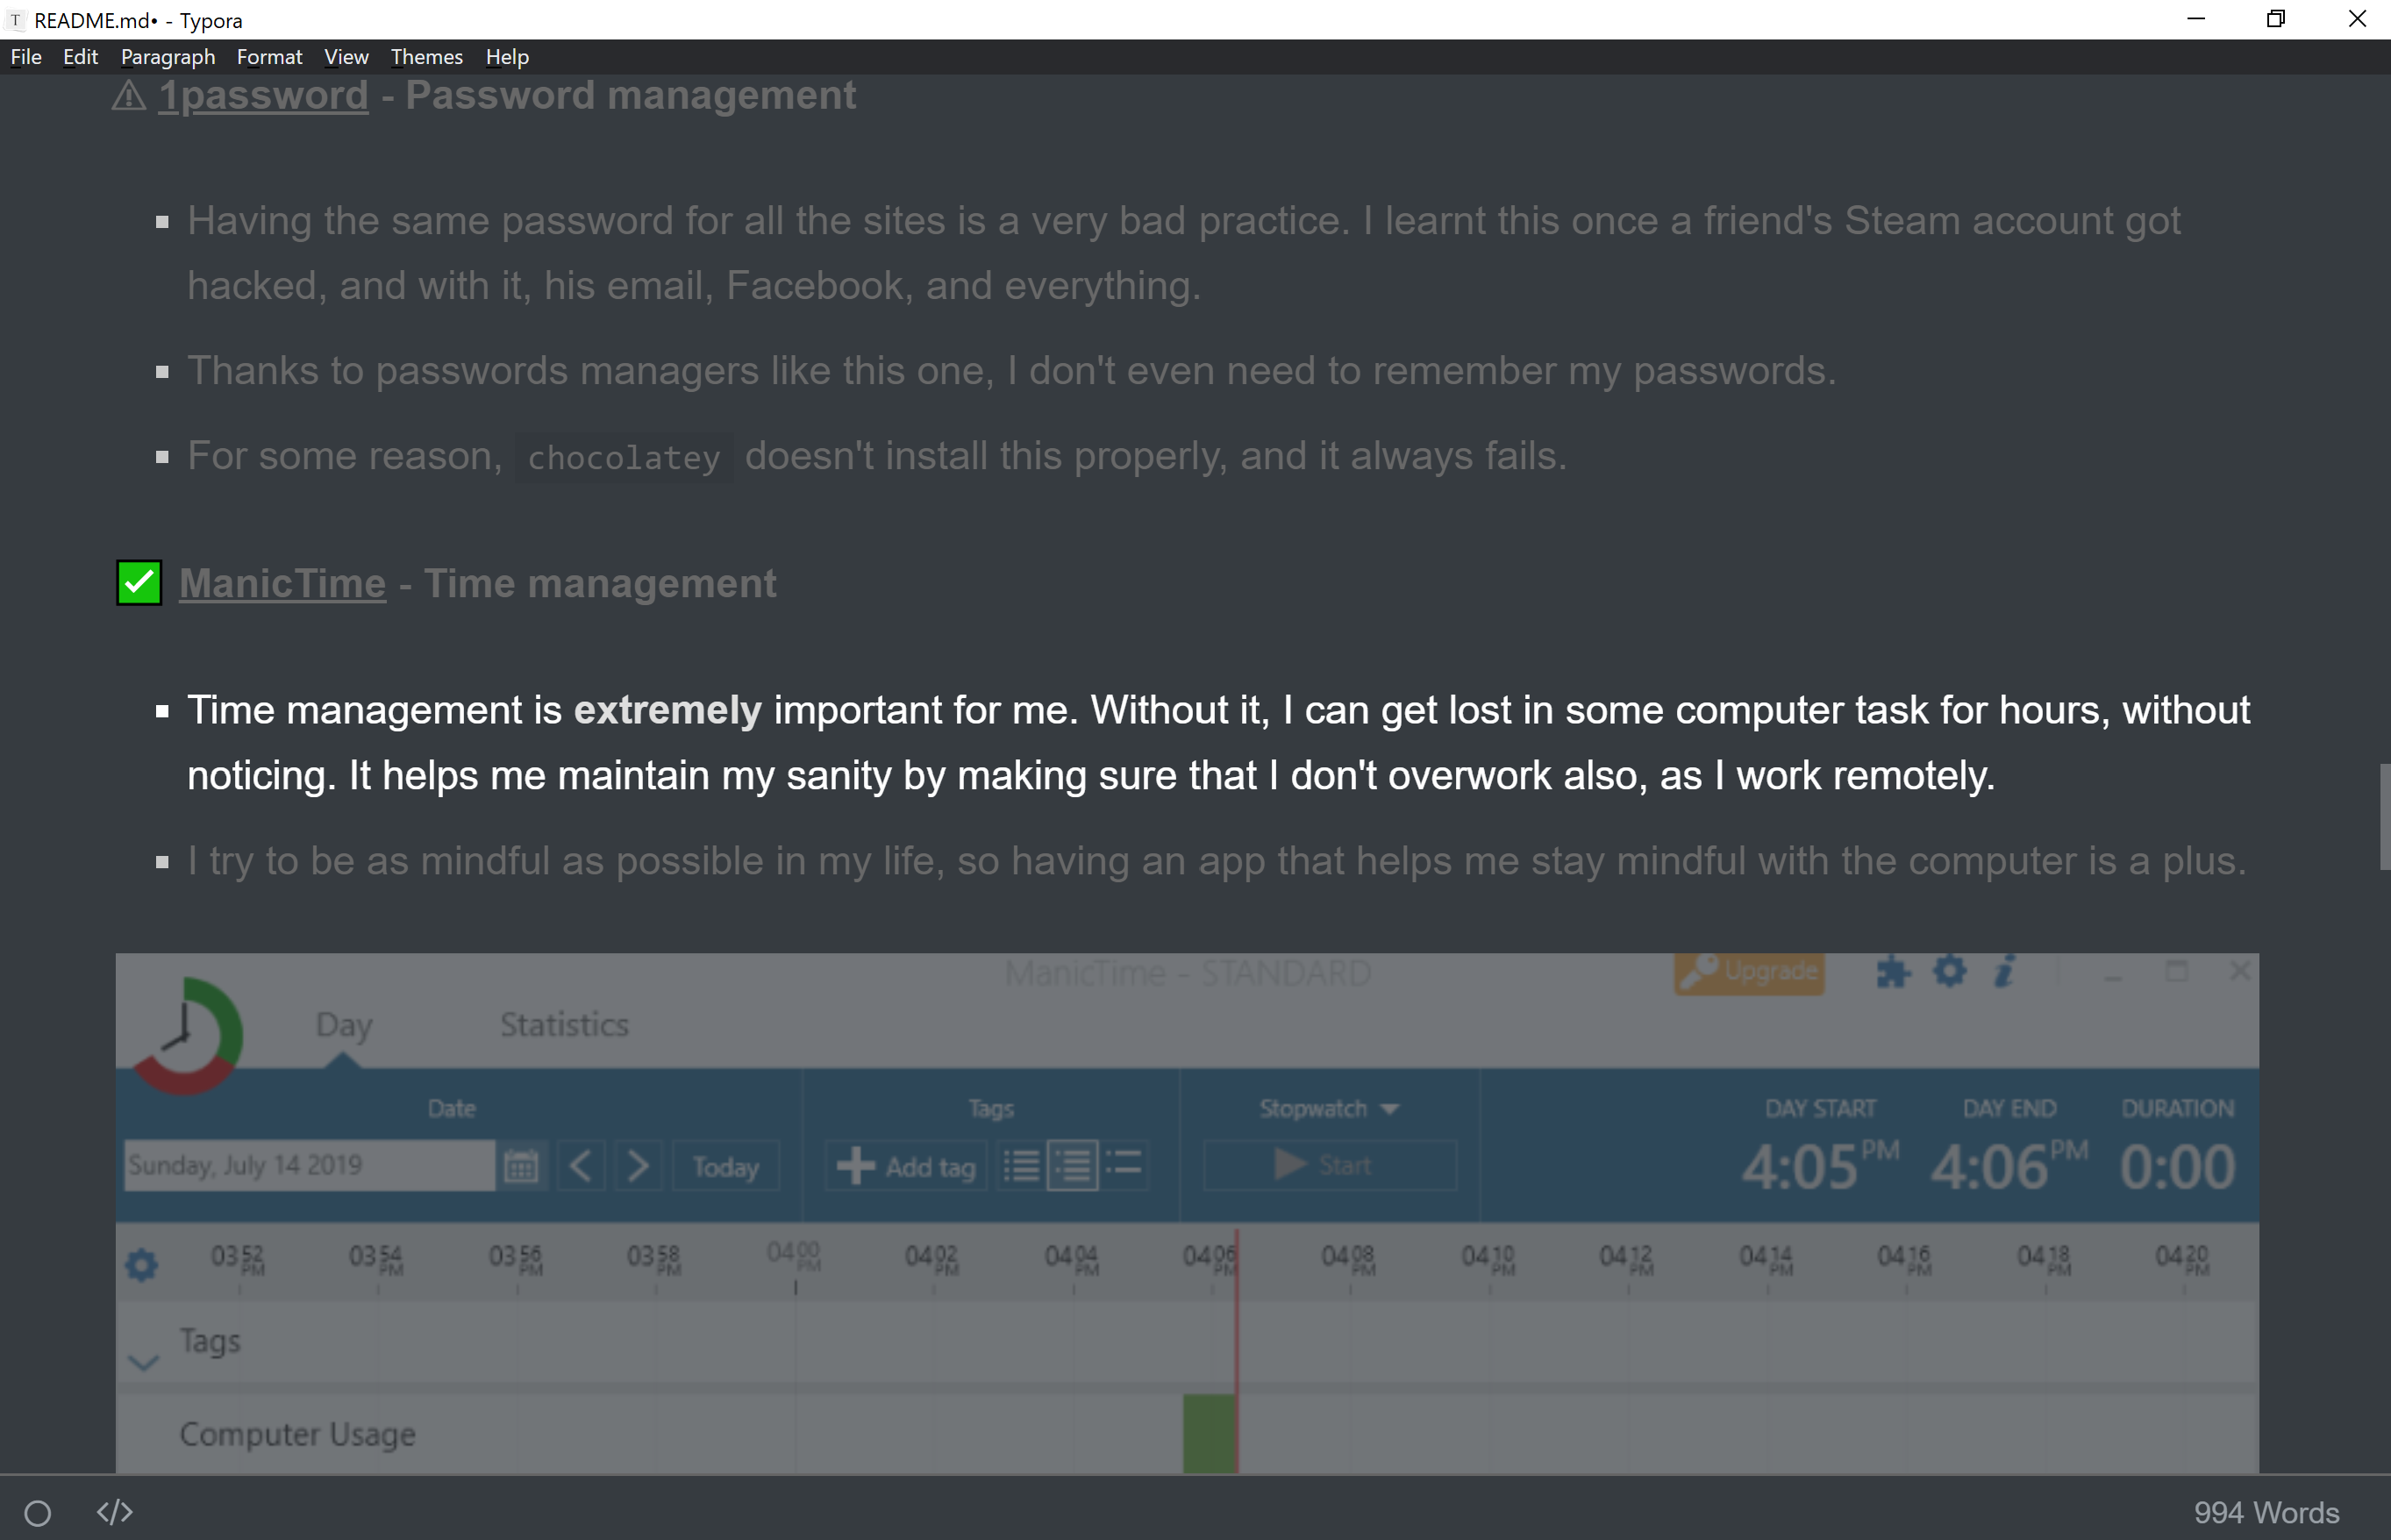 T README.md• - Typora
File Edit Paragraph Format View Themes Help
⚠ 1password - Password management
▪ Having the same password for all the sites is a very bad practice. I learnt this once a friend's Steam account got
hacked, and with it, his email, Facebook, and everything.
▪ Thanks to passwords managers like this one, I don't even need to remember my passwords.
▪ For some reason, chocolatey doesn't install this properly, and it always fails.
✅ ManicTime - Time management
▪ Time management is extremely important for me. Without it, I can get lost in some computer task for hours, without
noticing. It helps me maintain my sanity by making sure that I don't overwork also, as I work remotely.
▪ I try to be as mindful as possible in my life, so having an app that helps me stay mindful with the computer is a plus.
ManicTime - STANDARD Upgrade
Day Statistics
Date Tags Stopwatch DAY START DAY END DURATION
Sunday, July 14 2019 Today Add tag Start 4:05 PM 4:06 PM 0:00
03 52 PM 03 54 PM 03 56 PM 03 58 PM 04 00 PM 04 02 PM 04 04 PM 04 06 PM 04 08 PM 04 10 PM 04 12 PM 04 14 PM 04 16 PM 04 18 PM 04 20 PM
Tags
Computer Usage
</> 994 Words